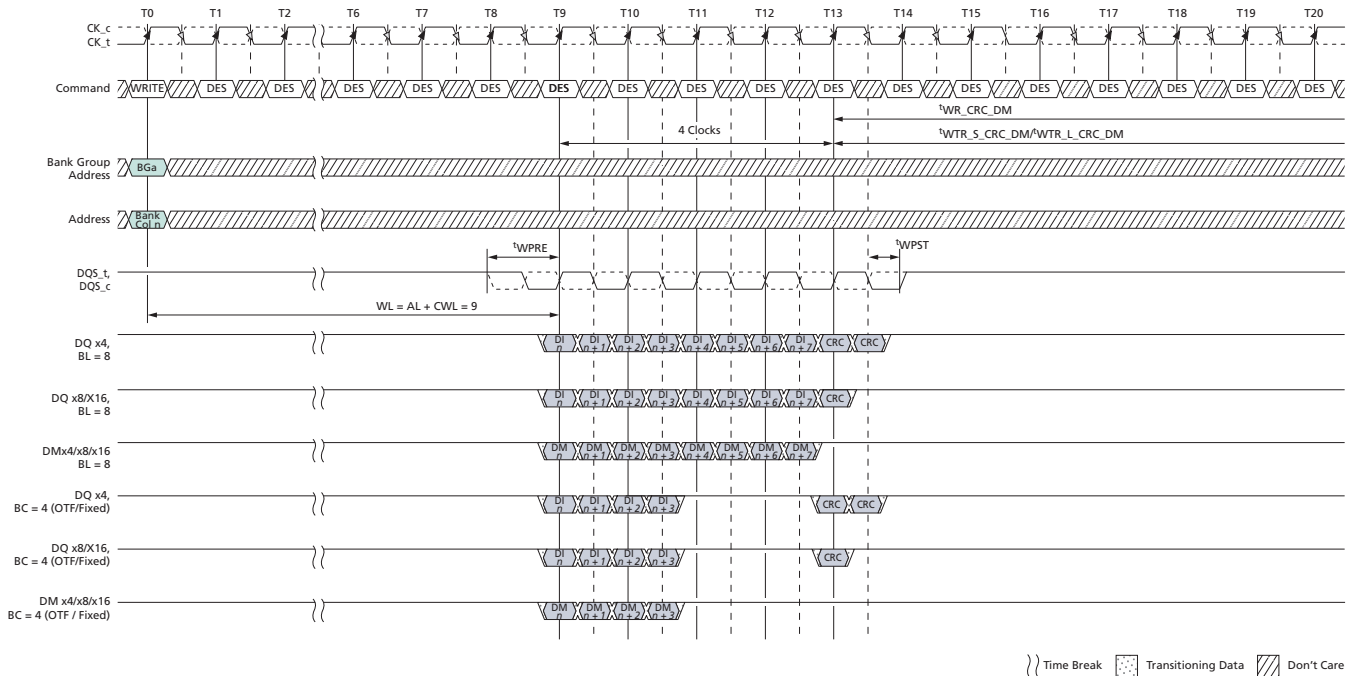 T0 T1 T2 T6 T7 T8 T9 T10 T11 T12 T13 T14 T15 T16 T17 T18 T19 T20
CK_c
CK_t
Command WRITE DES DES DES DES DES DES DES DES DES DES DES DES DES DES DES DES DES
tWR_CRC_DM
4 Clocks tWTR_S_CRC_DM/tWTR_L_CRC_DM
Bank Group
Address
BGa
Address
Bank
Col n
tWPRE tWPST
DQS_t,
DQS_c
WL = AL + CWL = 9
DQ x4,
BL = 8
DI n DI n + 1 DI n + 2 DI n + 3 DI n + 4 DI n + 5 DI n + 6 DI n + 7 CRC CRC
DQ x8/X16,
BL = 8
DI n DI n + 1 DI n + 2 DI n + 3 DI n + 4 DI n + 5 DI n + 6 DI n + 7 CRC
DMx4/x8/x16
BL = 8
DM n DM n + 1 DM n + 2 DM n + 3 DM n + 4 DM n + 5 DM n + 6 DM n + 7
DQ x4,
BC = 4 (OTF/Fixed)
DI n DI n + 1 DI n + 2 DI n + 3 CRC CRC
DQ x8/X16,
BC = 4 (OTF/Fixed)
DI n DI n + 1 DI n + 2 DI n + 3 CRC
DM x4/x8/x16
BC = 4 (OTF / Fixed)
DM n DM n + 1 DM n + 2 DM n + 3
Time Break Transitioning Data Don't Care